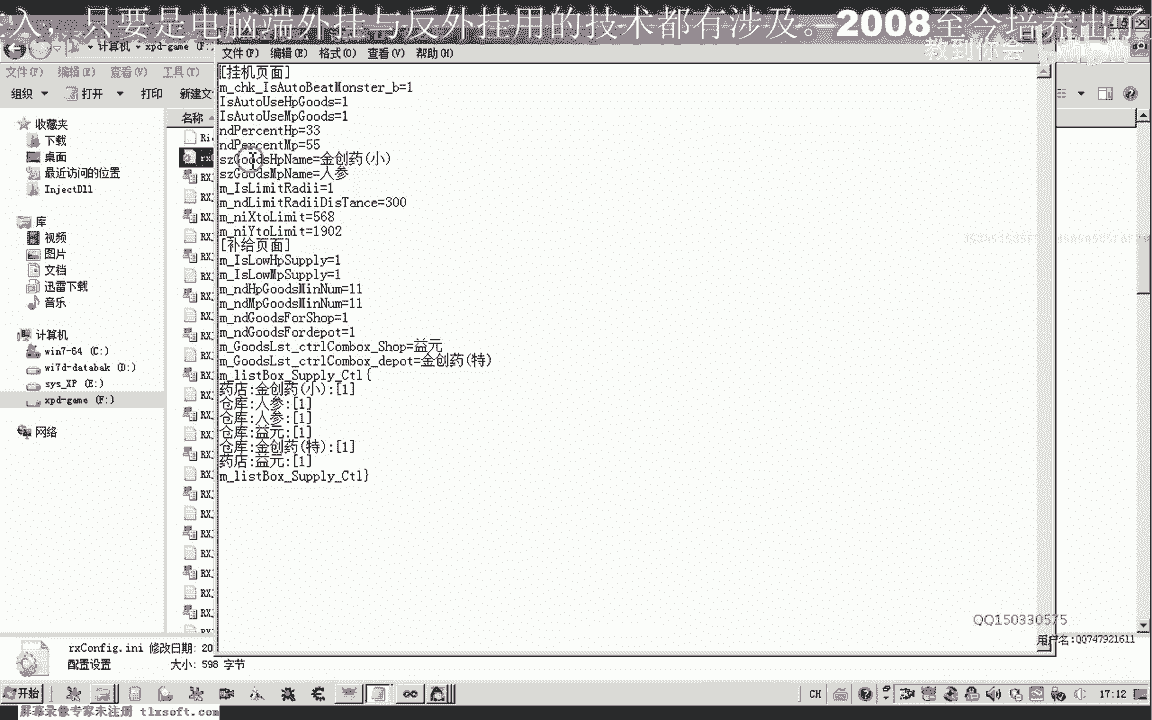 入，只要是电脑端外挂与反外挂用的技术都有涉及。—2008至今培养出了
计算机 ▸ xpd-game (F:
教到你会
文件(F) 编辑(E) 查看(V) 工具(T)
文件(F) 编辑(E) 格式(O) 查看(V) 帮助(H)
组织 打开 打印 新建文
名称
收藏夹
下载
桌面
最近访问的位置
InjectDll
库
视频
图片
文档
迅雷下载
音乐
计算机
win7-64 (C:)
wi7d-databak (D:)
sys_XP (E:)
xpd-game (F:)
网络
[挂机页面]
m_chk_IsAutoBeatMonster_b=1
IsAutoUseHpGoods=1
IsAutoUseMpGoods=1
ndPercentHp=33
ndPercentMp=55
szGoodsHpName=金创药(小)
szGoodsMpName=人参
m_IsLimitRadii=1
m_ndLimitRadiiDisTance=300
m_niXtoLimit=568
m_niYtoLimit=1902
[补给页面]
m_IsLowHpSupply=1
m_IsLowMpSupply=1
m_ndHpGoodsMinNum=11
m_ndMpGoodsMinNum=11
m_ndGoodsForShop=1
m_ndGoodsFordepot=1
m_GoodsLst_ctrlCombox_Shop=益元
m_GoodsLst_ctrlCombox_depot=金创药(特)
m_listBox_Supply_Ctl{
药店:金创药(小):[1]
仓库:人参:[1]
仓库:人参:[1]
仓库:益元:[1]
仓库:金创药(特):[1]
药店:益元:[1]
m_listBox_Supply_Ctl}
QQ150330575
用户名:QQ747921611
rxConfig.ini 修改日期: 20
配置设置 大小: 598 字节
开始 CH 17:12
屏幕录像专家未注册 tlxsoft.com